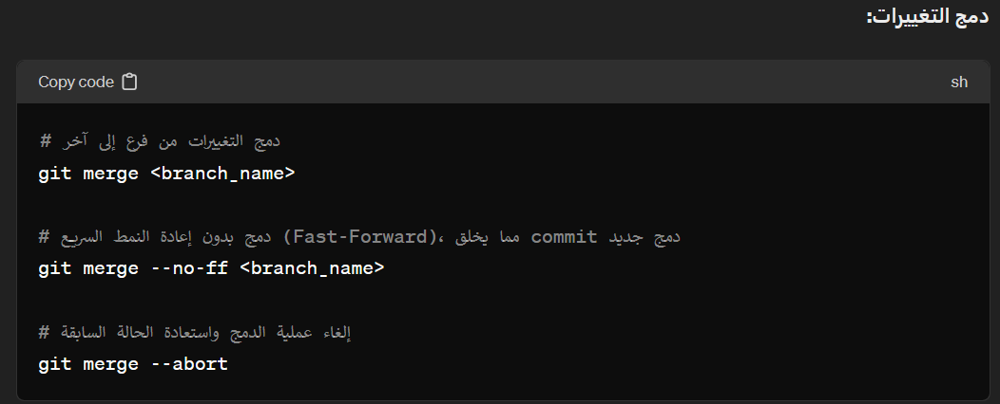 دمج التغييرات:
Copy code
sh
# دمج التغييرات من فرع إلى آخر
git merge <branch_name>
# دمج بدون إعادة النمط السريع (Fast-Forward)، مما يخلق commit دمج جديد
git merge --no-ff <branch_name>
# إلغاء عملية الدمج واستعادة الحالة السابقة
git merge --abort